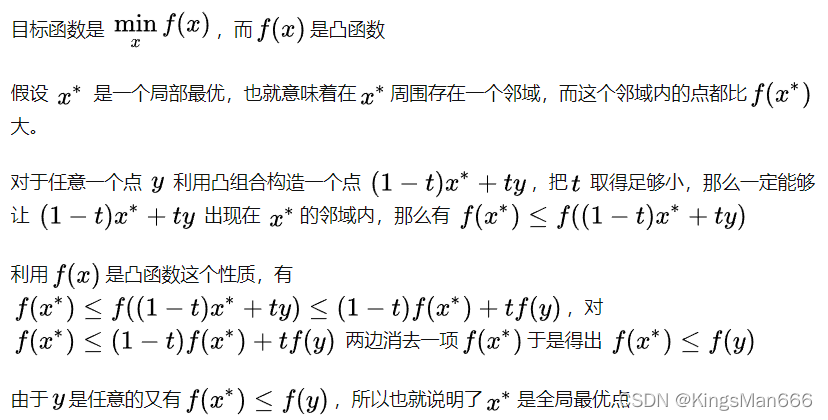 目标函数是 $\min_{x} f(x)$，而 $f(x)$ 是凸函数
假设 $x^*$ 是一个局部最优，也就意味着在 $x^*$ 周围存在一个邻域，而这个邻域内的点都比 $f(x^*)$
大。
对于任意一个点 $y$ 利用凸组合构造一个点 $(1-t)x^*+ty$，把 $t$ 取得足够小，那么一定能够
让 $(1-t)x^*+ty$ 出现在 $x^*$ 的邻域内，那么有 $f(x^*) \leq f((1-t)x^*+ty)$
利用 $f(x)$ 是凸函数这个性质，有
$f(x^*) \leq f((1-t)x^*+ty) \leq (1-t)f(x^*)+tf(y)$，对
$f(x^*) \leq (1-t)f(x^*)+tf(y)$ 两边消去一项 $f(x^*)$ 于是得出 $f(x^*) \leq f(y)$
由于 $y$ 是任意的又有 $f(x^*) \leq f(y)$，所以也就说明了 $x^*$ 是全局最优点
CSDN @KingsMan666